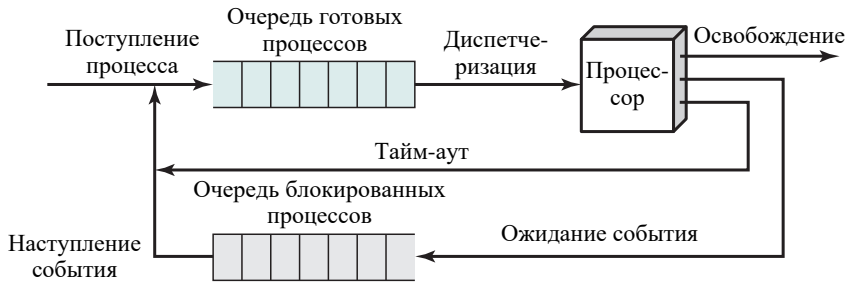 Поступление
процесса
Очередь готовых
процессов
Диспетче-
ризация
Процес-
сор
Освобождение
Тайм-аут
Очередь блокированных
процессов
Ожидание события
Наступление
события